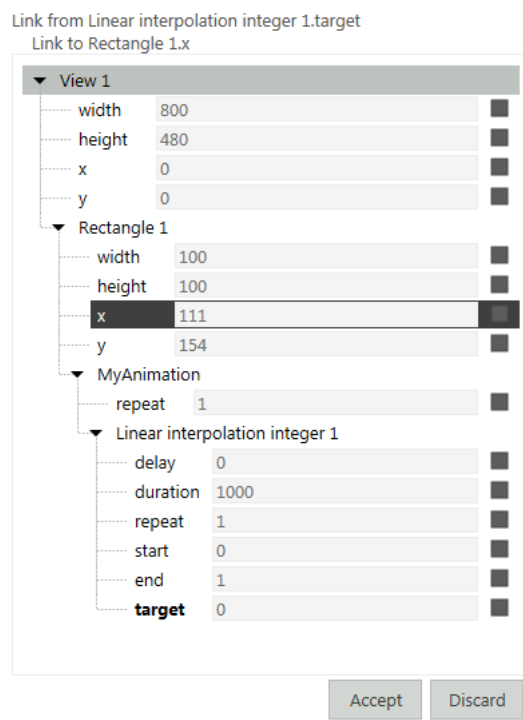 Link from Linear interpolation integer 1.target
Link to Rectangle 1.x
View 1
width 800
height 480
x 0
y 0
Rectangle 1
width 100
height 100
x 111
y 154
MyAnimation
repeat 1
Linear interpolation integer 1
delay 0
duration 1000
repeat 1
start 0
end 1
target 0
Accept Discard